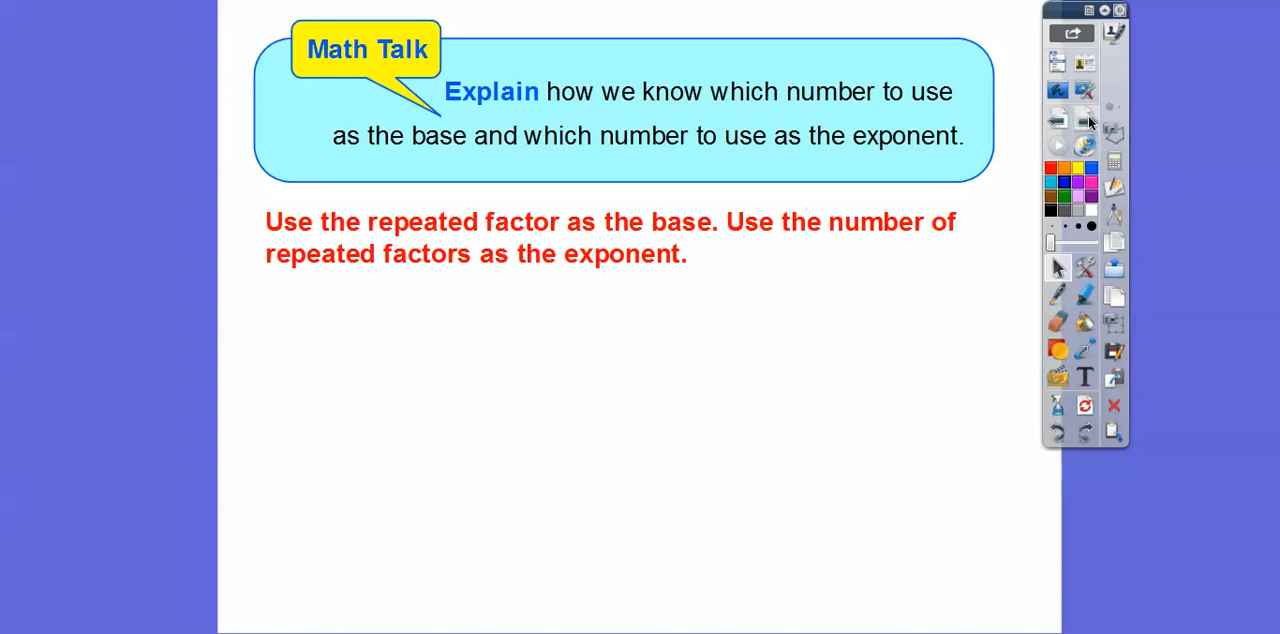 Math Talk
Explain how we know which number to use
as the base and which number to use as the exponent.
Use the repeated factor as the base. Use the number of
repeated factors as the exponent.